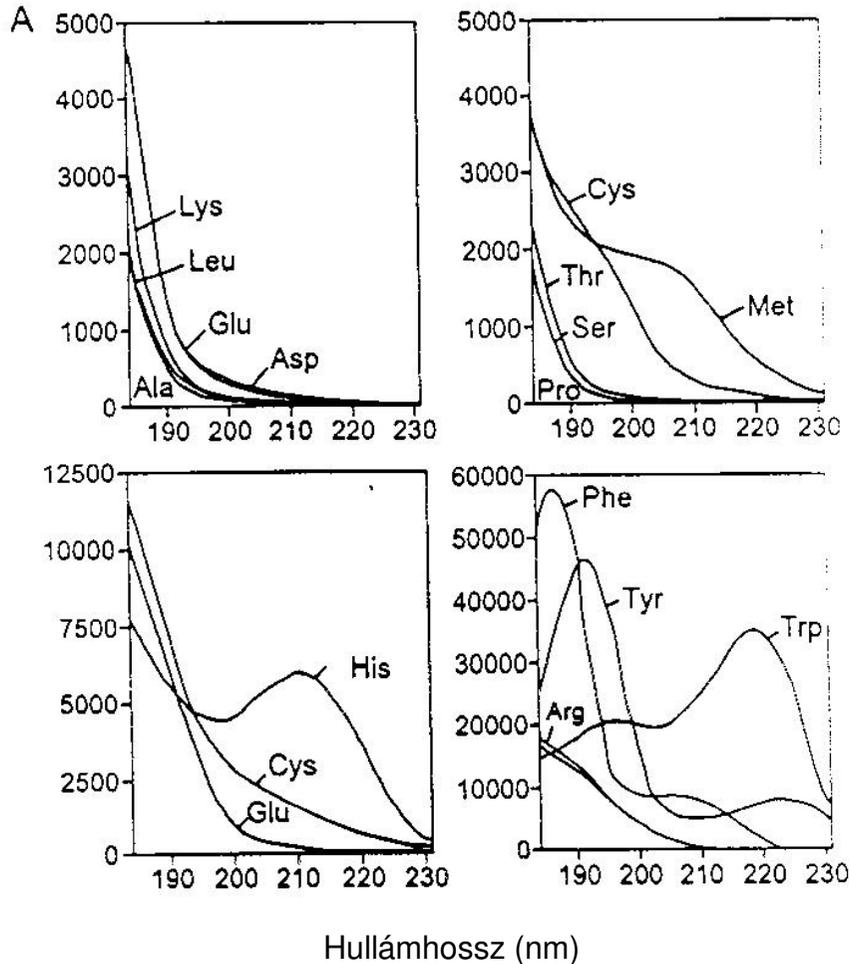 A
5000
4000
3000
2000
1000
0
Lys
Leu
Glu
Asp
Ala
190 200 210 220 230
5000
4000
3000
2000
1000
0
Cys
Thr
Ser
Met
Pro
190 200 210 220 230
12500
10000
7500
5000
2500
0
His
Cys
Glu
190 200 210 220 230
60000
50000
40000
30000
20000
10000
0
Phe
Tyr
Trp
Arg
190 200 210 220 230
Hullámhossz (nm)